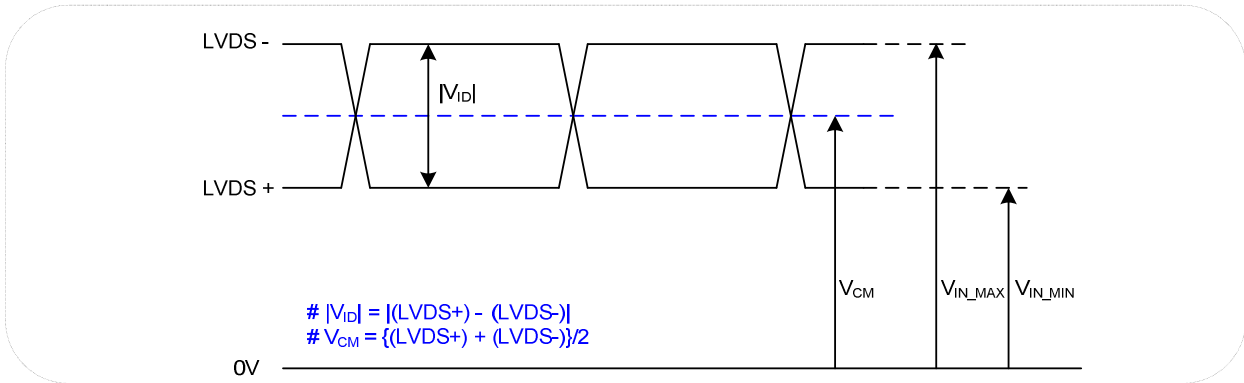 LVDS -
|VID|
LVDS +
VCM
VIN_MAX
VIN_MIN
# |VID| = |(LVDS+) - (LVDS-)|
# VCM = {(LVDS+) + (LVDS-)}/2
0V